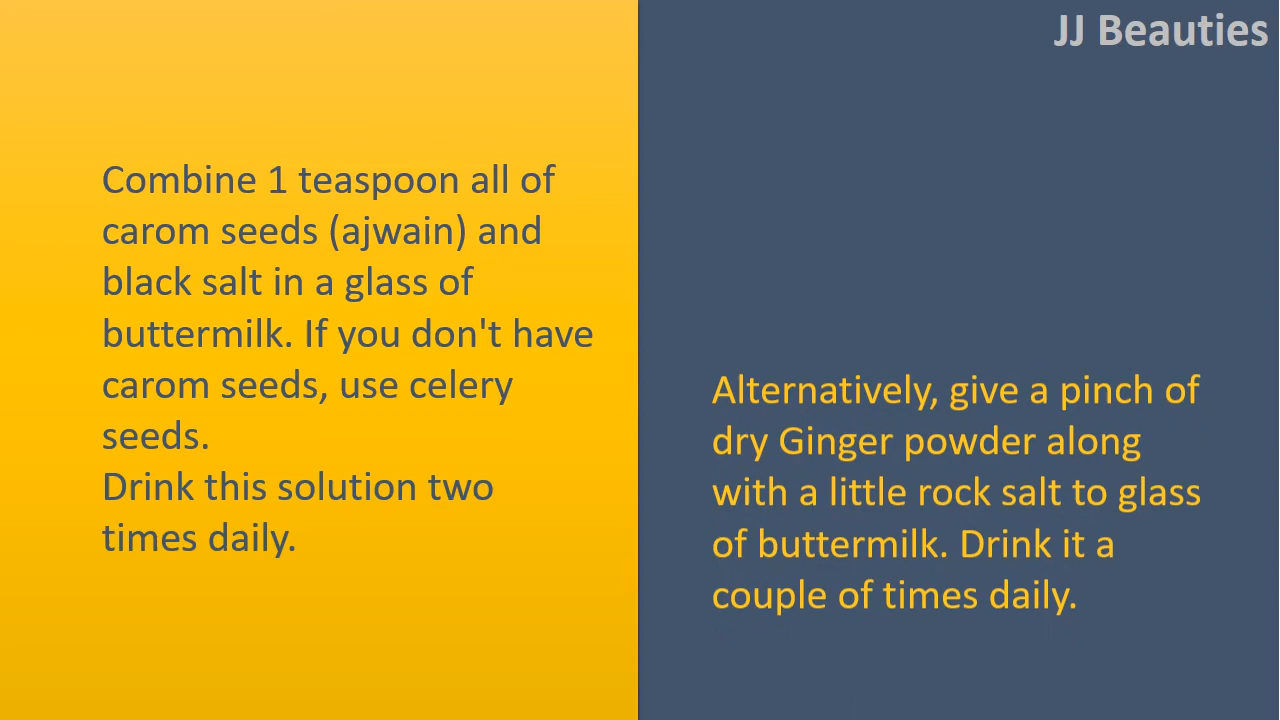 JJ Beauties
Combine 1 teaspoon all of
carom seeds (ajwain) and
black salt in a glass of
buttermilk. If you don't have
carom seeds, use celery
seeds.
Drink this solution two
times daily.
Alternatively, give a pinch of
dry Ginger powder along
with a little rock salt to glass
of buttermilk. Drink it a
couple of times daily.